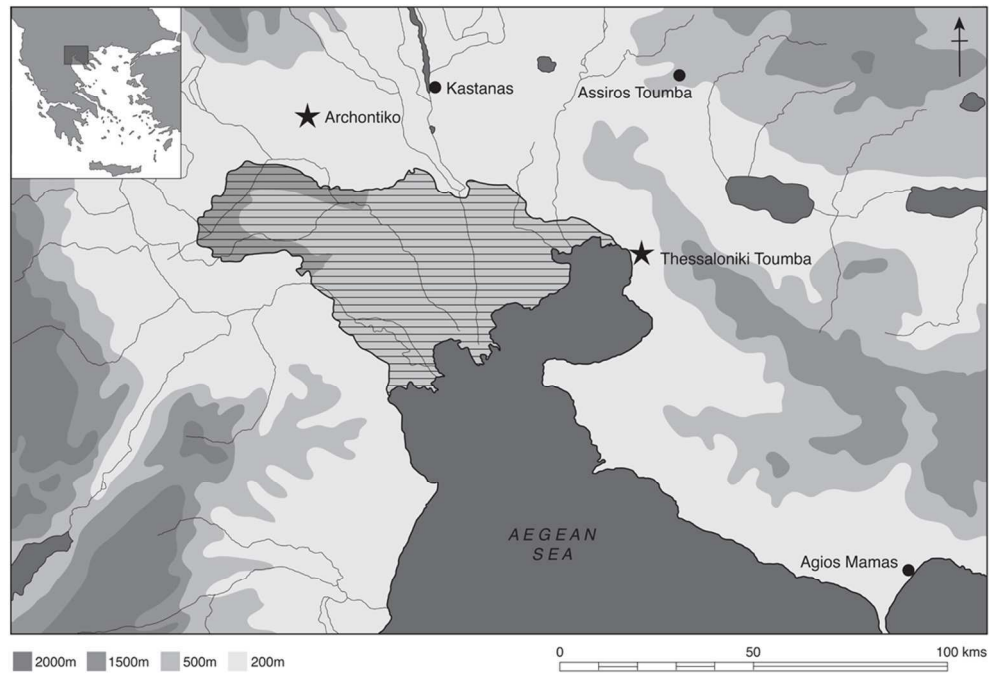 Kastanas
Assiros Toumba
Archontiko
Thessaloniki Toumba
AEGEAN
SEA
Agios Mamas
2000m 1500m 500m 200m
0 50 100 kms